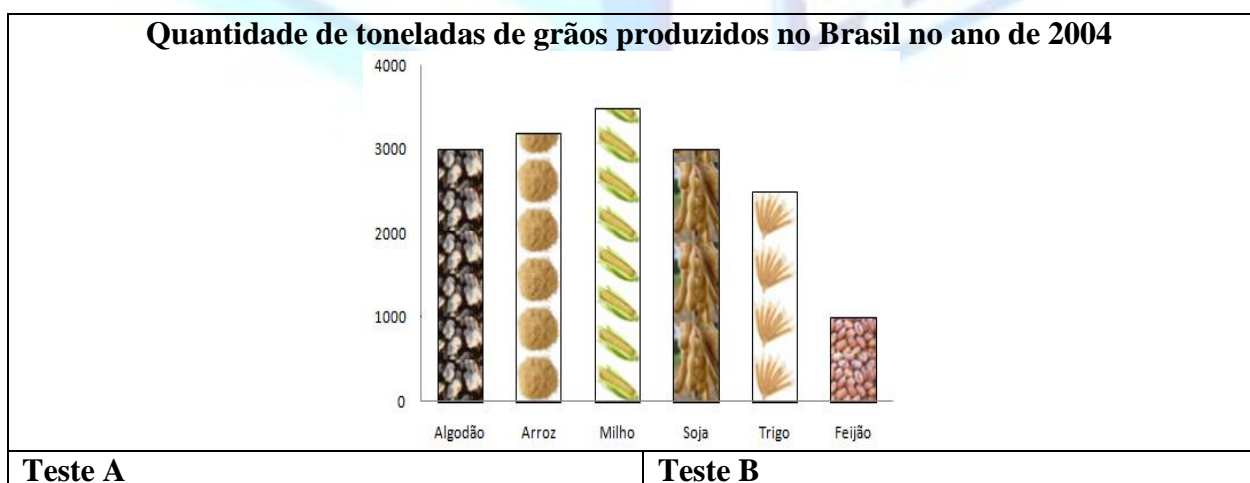 Quantidade de toneladas de grãos produzidos no Brasil no ano de 2004
4000
3000
2000
1000
0
Algodão Arroz Milho Soja Trigo Feijão
Teste A Teste B